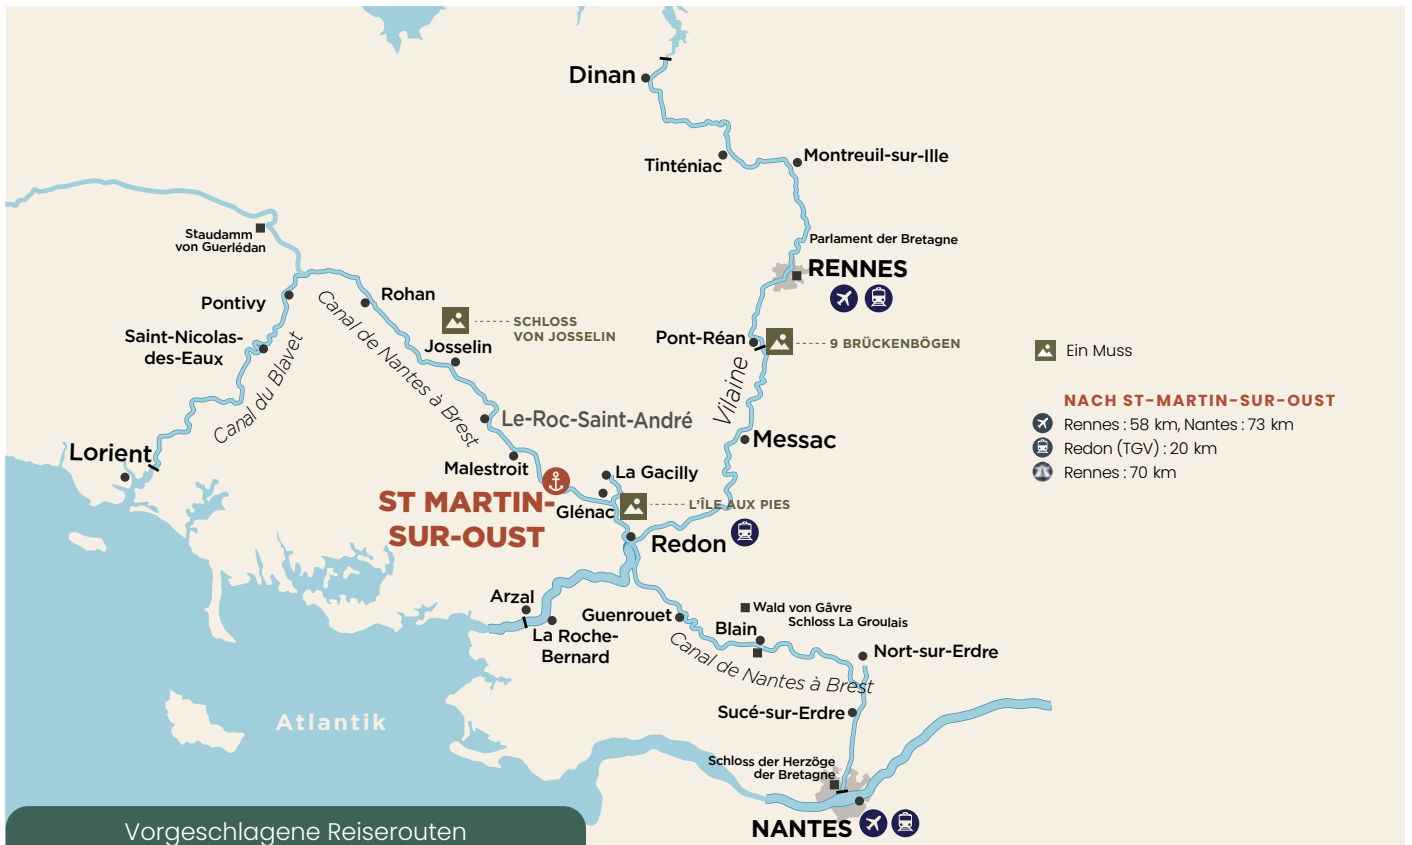 Dinan
Tinténiac
Montreuil-sur-Ille
Staudamm
von Guerlédan
Parlament der Bretagne
RENNES
Pontivy
Rohan
Saint-Nicolas-
des-Eaux
Canal du Blavet
Canal de Nantes à Brest
SCHLOSS
VON JOSSELIN
Josselin
Pont-Réan
9 BRÜCKENBÖGEN
Vilaine
Ein Muss
NACH ST-MARTIN-SUR-OUST
Rennes : 58 km, Nantes : 73 km
Redon (TGV) : 20 km
Rennes : 70 km
Le-Roc-Saint-André
Messac
Lorient
Malestroit
La Gacilly
ST MARTIN-
SUR-OUST
Glénac
L'ÎLE AUX PIES
Redon
Arzal
La Roche-
Bernard
Guenrouet
Wald von Gâvre
Schloss La Groulais
Blain
Canal de Nantes à Brest
Nort-sur-Erdre
Sucé-sur-Erdre
Atlantik
Schloss der Herzöge
der Bretagne
NANTES
Vorgeschlagene Reiserouten